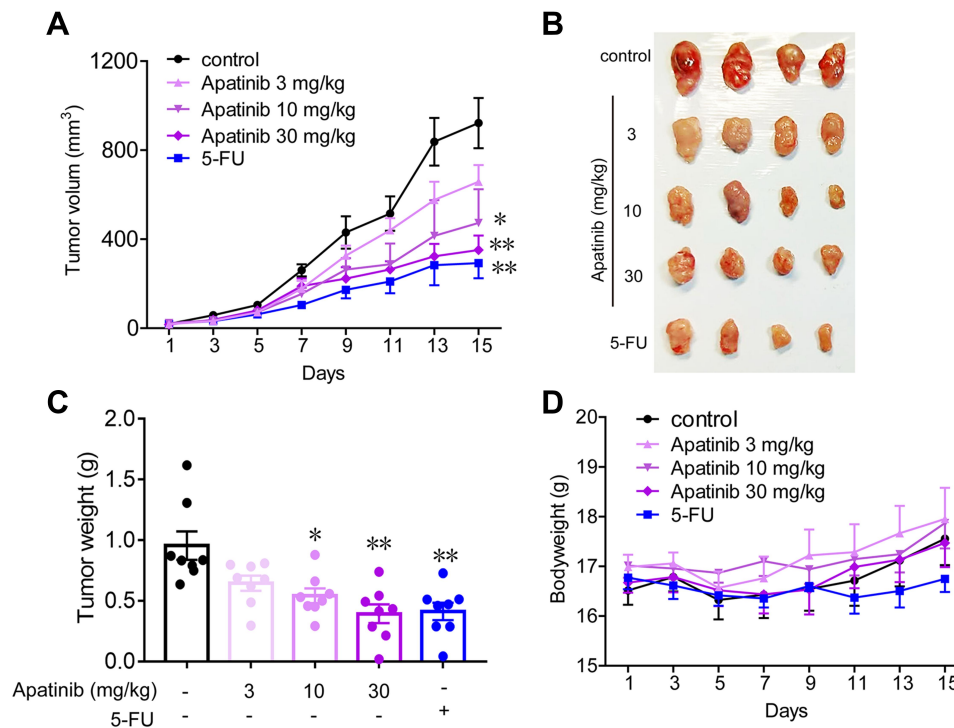 A
control
Apatinib 3 mg/kg
Apatinib 10 mg/kg
Apatinib 30 mg/kg
5-FU
Tumor volum (mm³)
1200
800
400
0
*
**
**
1 3 5 7 9 11 13 15
Days
B
control
Apatinib (mg/kg)
3
10
30
5-FU
C
Tumor weight (g)
2.0
1.5
1.0
0.5
0.0
* ** **
Apatinib (mg/kg) - 3 10 30 -
5-FU - - - - +
D
control
Apatinib 3 mg/kg
Apatinib 10 mg/kg
Apatinib 30 mg/kg
5-FU
Bodyweight (g)
20
19
18
17
16
15
1 3 5 7 9 11 13 15
Days